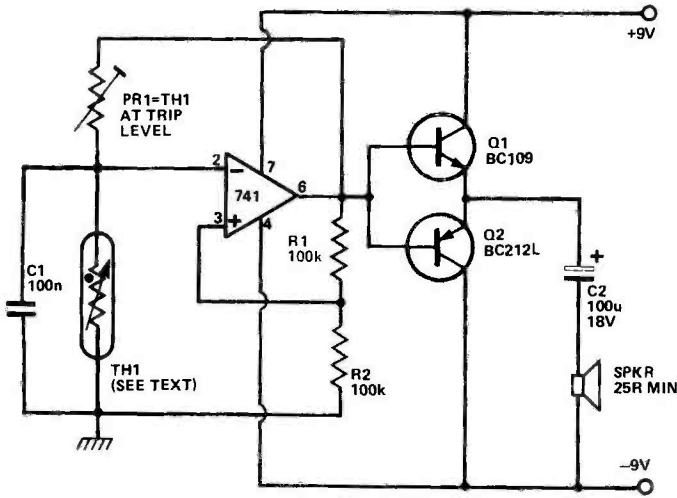 +9V
PR1=TH1
AT TRIP
LEVEL
Q1
BC109
2
7
−
741
6
+
3
4
R1
100k
Q2
BC212L
C1
100n
+
C2
100u
18V
TH1
(SEE TEXT)
R2
100k
SPKR
25R MIN
−9V